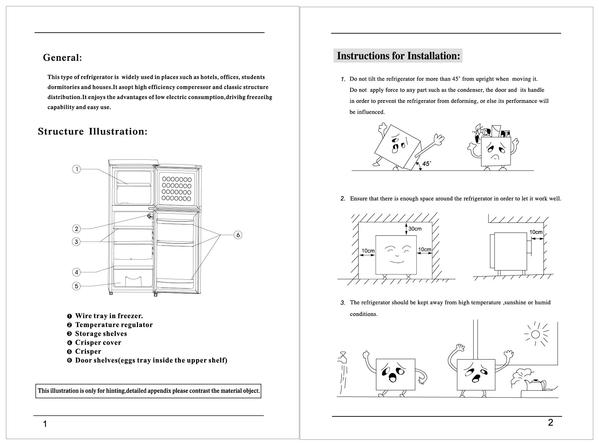 General:
This type of refrigerator is widely used in places such as hotels, offices, students
dormitories and houses.It asopt high efficiency comperessor and classic structure
distribution.It enjoys the advantages of low electric consumption,drivihg freezeihg
capability and easy use.
Structure Illustration:
1
2
3
4
5
6
❶ Wire tray in freezer.
❷ Temperature regulator
❸ Storage shelves
❹ Crisper cover
❺ Crisper
❻ Door shelves(eggs tray inside the upper shelf)
This illustration is only for hinting,detailed appendix please contrast the material object.
1
Instructions for Installation:
1. Do not tilt the refrigerator for more than 45° from upright when moving it.
Do not apply force to any part such as the condenser, the door and its handle
in order to prevent the refrigerator from deforming, or else its performance will
be influenced.
45°
2. Ensure that there is enough space around the refrigerator in order to let it work well.
30cm
10cm
10cm
10cm
3. The refrigerator should be kept away from high temperature ,sunshine or humid
conditions.
2